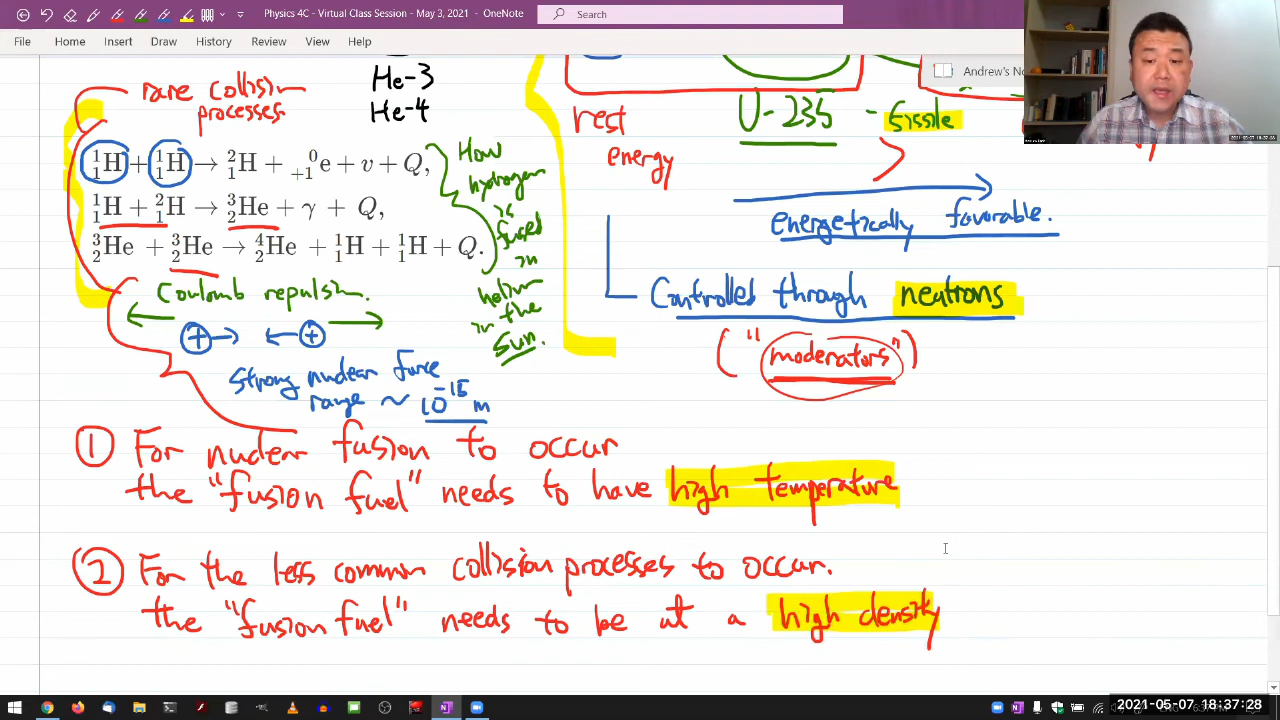 Physics 4C - Virtual Class Session - May 3, 2021 - OneNote
Search
File Home Insert Draw History Review View Help
Andrew's No
rare collision
processes
He-3
He-4
¹₁H + ¹₁H → ²₁H + ⁰₊₁e + v + Q,
¹₁H + ²₁H → ³₂He + γ + Q,
³₂He + ³₂He → ⁴₂He + ¹₁H + ¹₁H + Q.
How
hydrogen
is
fused
in
helium
in the
Sun.
Coulomb repulsion.
+ +
strong nuclear force
range ~ 10⁻¹⁵ m
rest
energy
U-235 - fissile
energetically favorable.
Controlled through neutrons
("moderators")
① For nuclear fusion to occur
the "fusion fuel" needs to have high temperature
② For the less common collision processes to occur.
the "fusion fuel" needs to be at a high density
2021-05-07 18:37:28